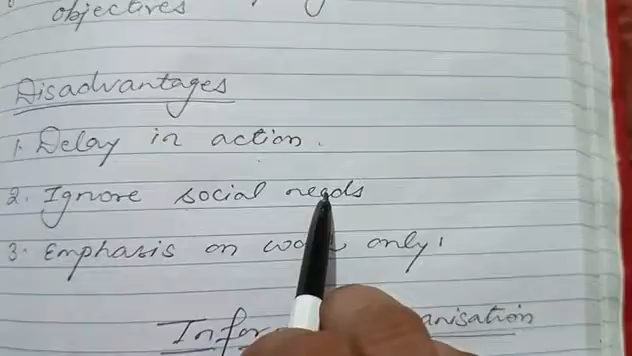 objectives
Disadvantages
1. Delay in action.
2. Ignore social needs
3. Emphasis on only.